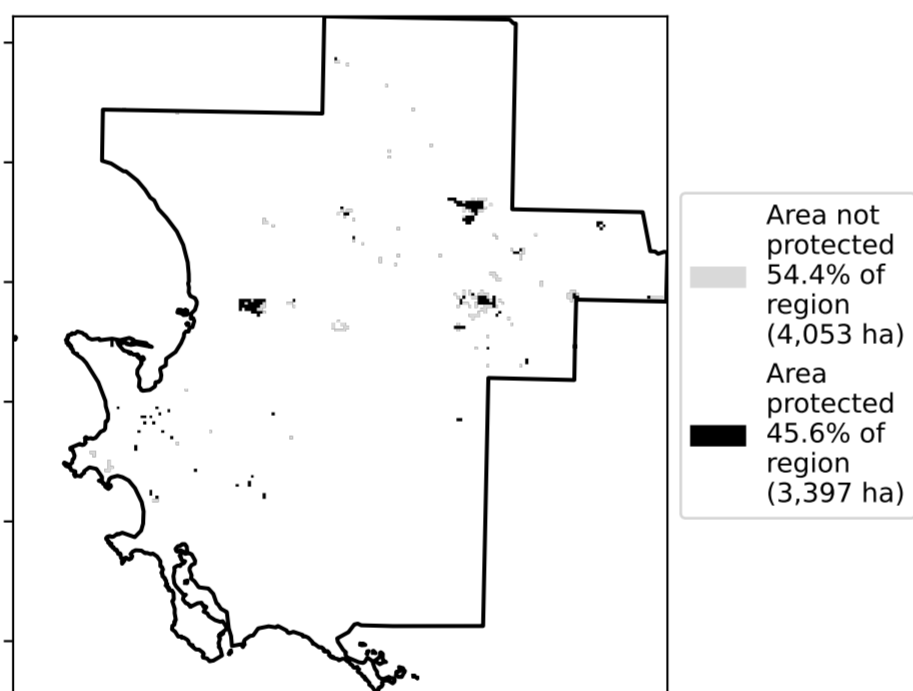 Area not
protected
54.4% of
region
(4,053 ha)
Area
protected
45.6% of
region
(3,397 ha)